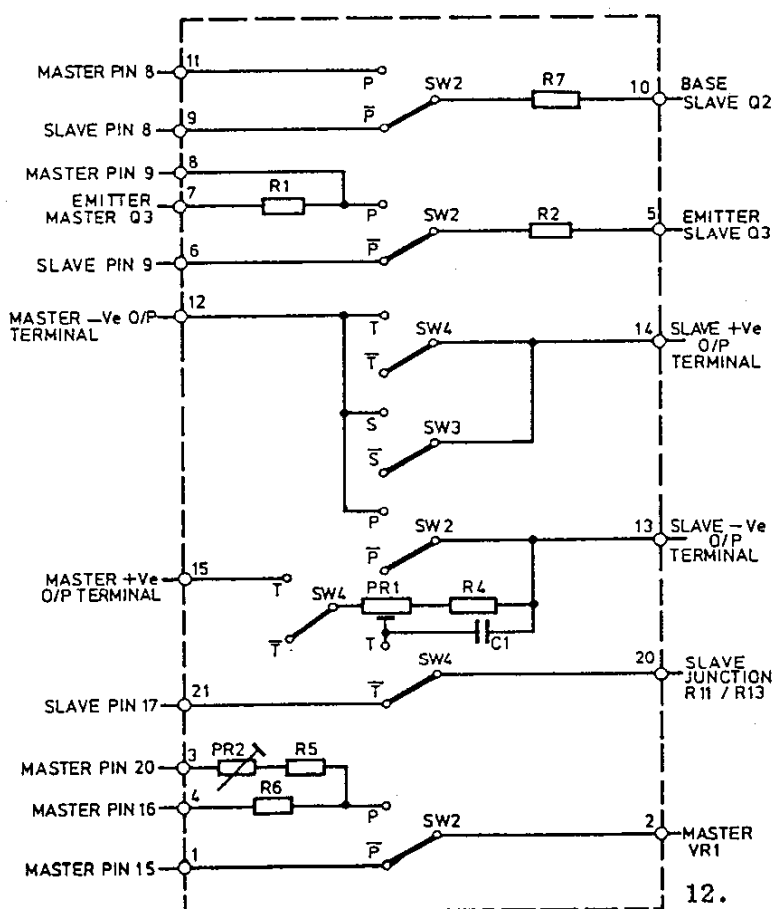 MASTER PIN 8
11
P
SW2
R7
10
BASE
SLAVE Q2
SLAVE PIN 8
9
P̅
MASTER PIN 9
8
EMITTER
MASTER Q3
7
R1
P
SW2
R2
5
EMITTER
SLAVE Q3
SLAVE PIN 9
6
P̅
MASTER –Ve O/P
TERMINAL
12
T
SW4
14
SLAVE +Ve
O/P
TERMINAL
T̅
S
SW3
S̅
P
SW2
13
SLAVE –Ve
O/P
TERMINAL
P̅
MASTER +Ve
O/P TERMINAL
15
T
SW4
PR1
R4
T̅
T
C1
SLAVE PIN 17
21
T̅
SW4
20
SLAVE
JUNCTION
R11 / R13
MASTER PIN 20
3
PR2
R5
MASTER PIN 16
4
R6
P
SW2
2
MASTER
VR1
MASTER PIN 15
1
P̅
12.